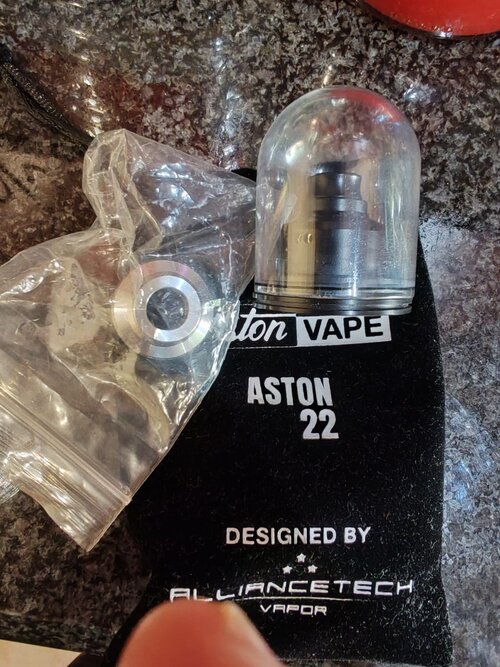 ton VAPE
ASTON
22
DESIGNED BY
ALLIANCETECH
VAPOR